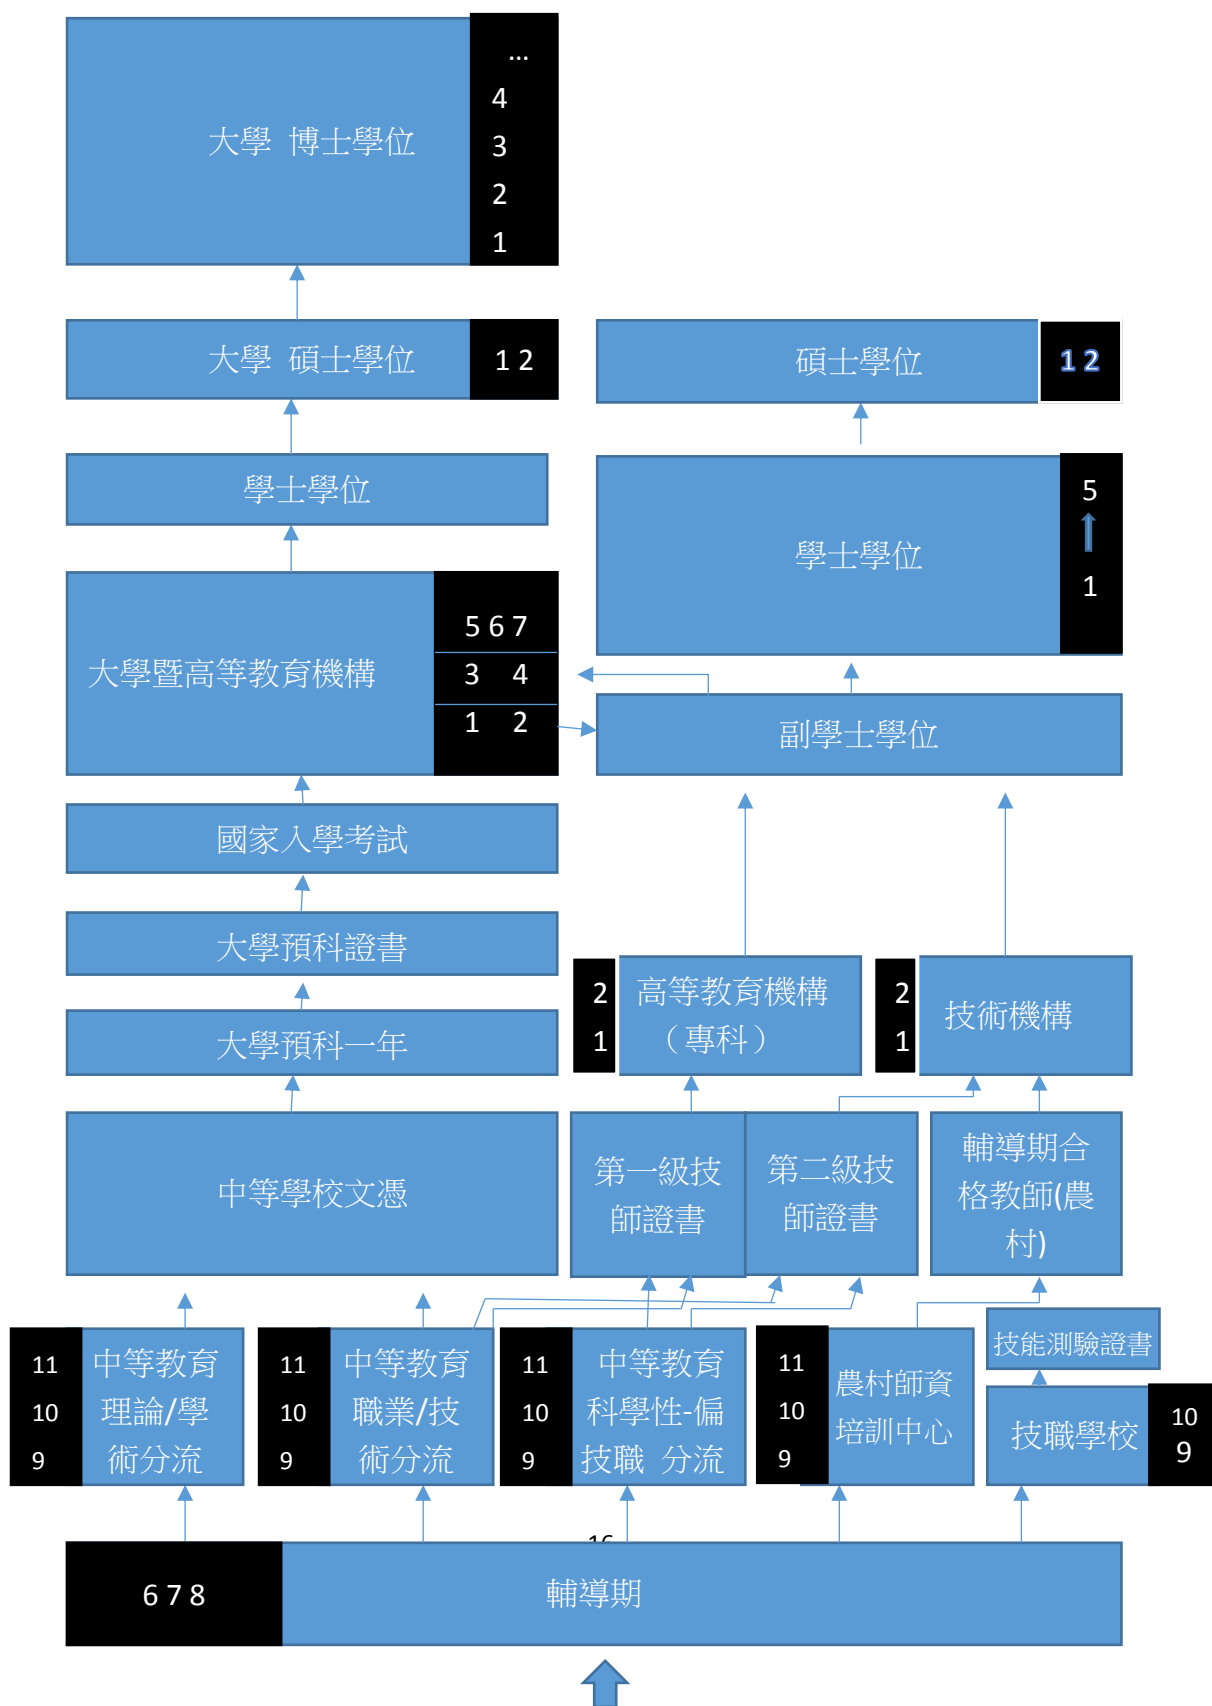 …
4
3
2
1
大學 博士學位
大學 碩士學位
1 2
碩士學位
1 2
學士學位
學士學位
5
1
大學暨高等教育機構
5 6 7
3 4
1 2
副學士學位
國家入學考試
大學預科證書
大學預科一年
2
1
高等教育機構
（專科）
2
1
技術機構
中等學校文憑
第一級技
師證書
第二級技
師證書
輔導期合
格教師(農
村)
11
10
9
中等教育
理論/學
術分流
11
10
9
中等教育
職業/技
術分流
11
10
9
中等教育
科學性-偏
技職 分流
11
10
9
農村師資
培訓中心
技能測驗證書
技職學校
10
9
6 7 8
輔導期